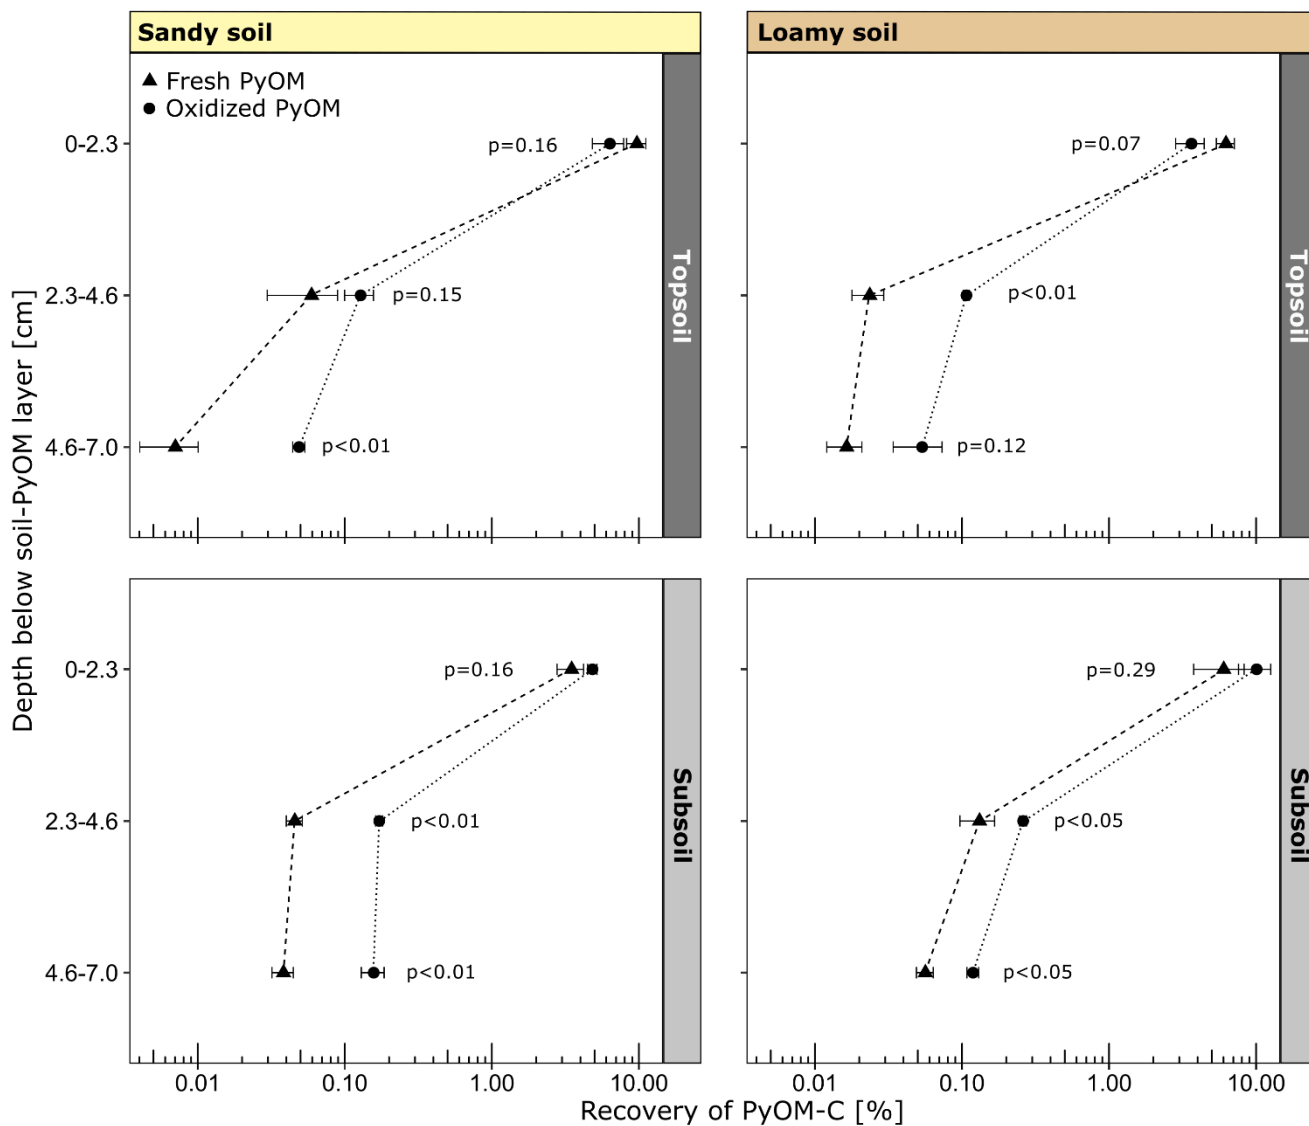 Sandy soil
Loamy soil
Fresh PyOM
Oxidized PyOM
Depth below soil-PyOM layer [cm]
0-2.3
2.3-4.6
4.6-7.0
p=0.16
p=0.15
p<0.01
Topsoil
p=0.07
p<0.01
p=0.12
Topsoil
0-2.3
2.3-4.6
4.6-7.0
p=0.16
p<0.01
p<0.01
Subsoil
p=0.29
p<0.05
p<0.05
Subsoil
0.01 0.10 1.00 10.00
0.01 0.10 1.00 10.00
Recovery of PyOM-C [%]